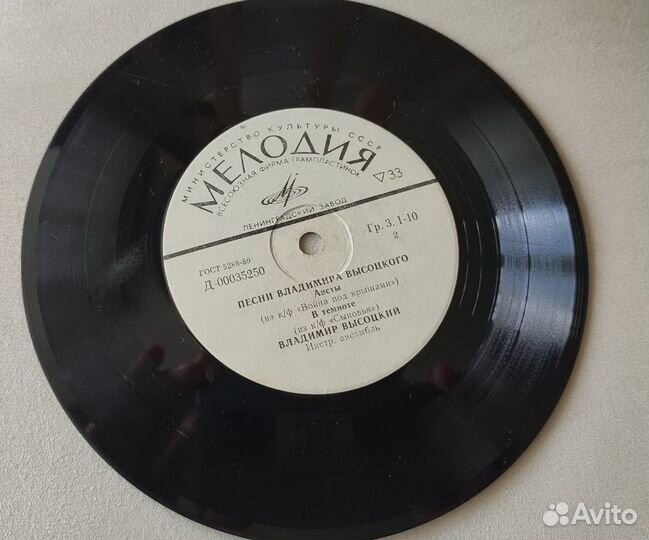 МИНИСТЕРСТВО КУЛЬТУРЫ СССР
МЕЛОДИЯ
ВСЕСОЮЗНАЯ ФИРМА ГРАМПЛАСТИНОК
33
ЛЕНИНГРАДСКИЙ ЗАВОД
ГОСТ 5289-80
Д-00035250
Гр. 3. 1-10
2
ПЕСНИ ВЛАДИМИРА ВЫСОЦКОГО
Аисты
(из к/ф «Война под крышами»)
В темноте
(из к/ф «Сыновья»)
ВЛАДИМИР ВЫСОЦКИЙ
Инстр. ансамбль
Avito